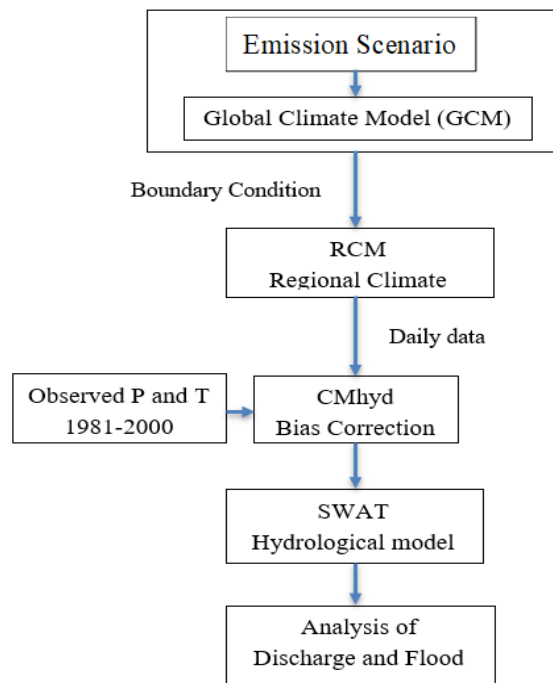 Emission Scenario
Global Climate Model (GCM)
Boundary Condition
RCM
Regional Climate
Daily data
Observed P and T
1981-2000
CMhyd
Bias Correction
SWAT
Hydrological model
Analysis of
Discharge and Flood